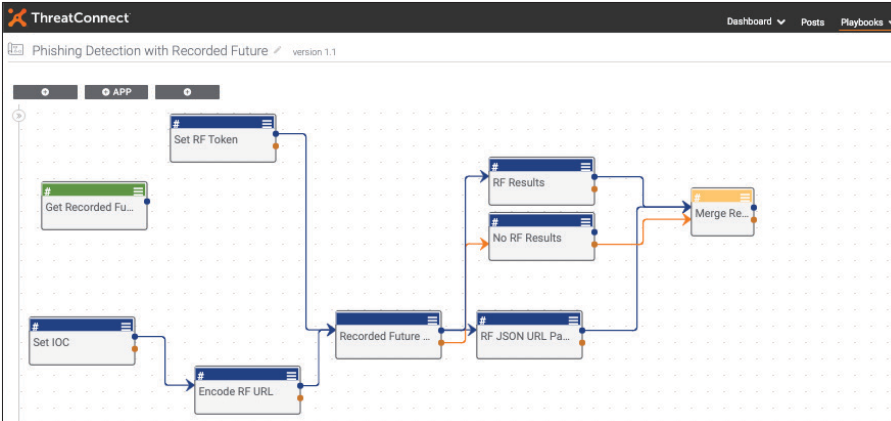 ThreatConnect
Dashboard Posts Playbooks
Phishing Detection with Recorded Future version 1.1
APP
#
Set RF Token
#
RF Results
#
Get Recorded Fu...
#
Merge Re...
#
No RF Results
#
Set IOC
Recorded Future ...
#
RF JSON URL Pa...
#
Encode RF URL